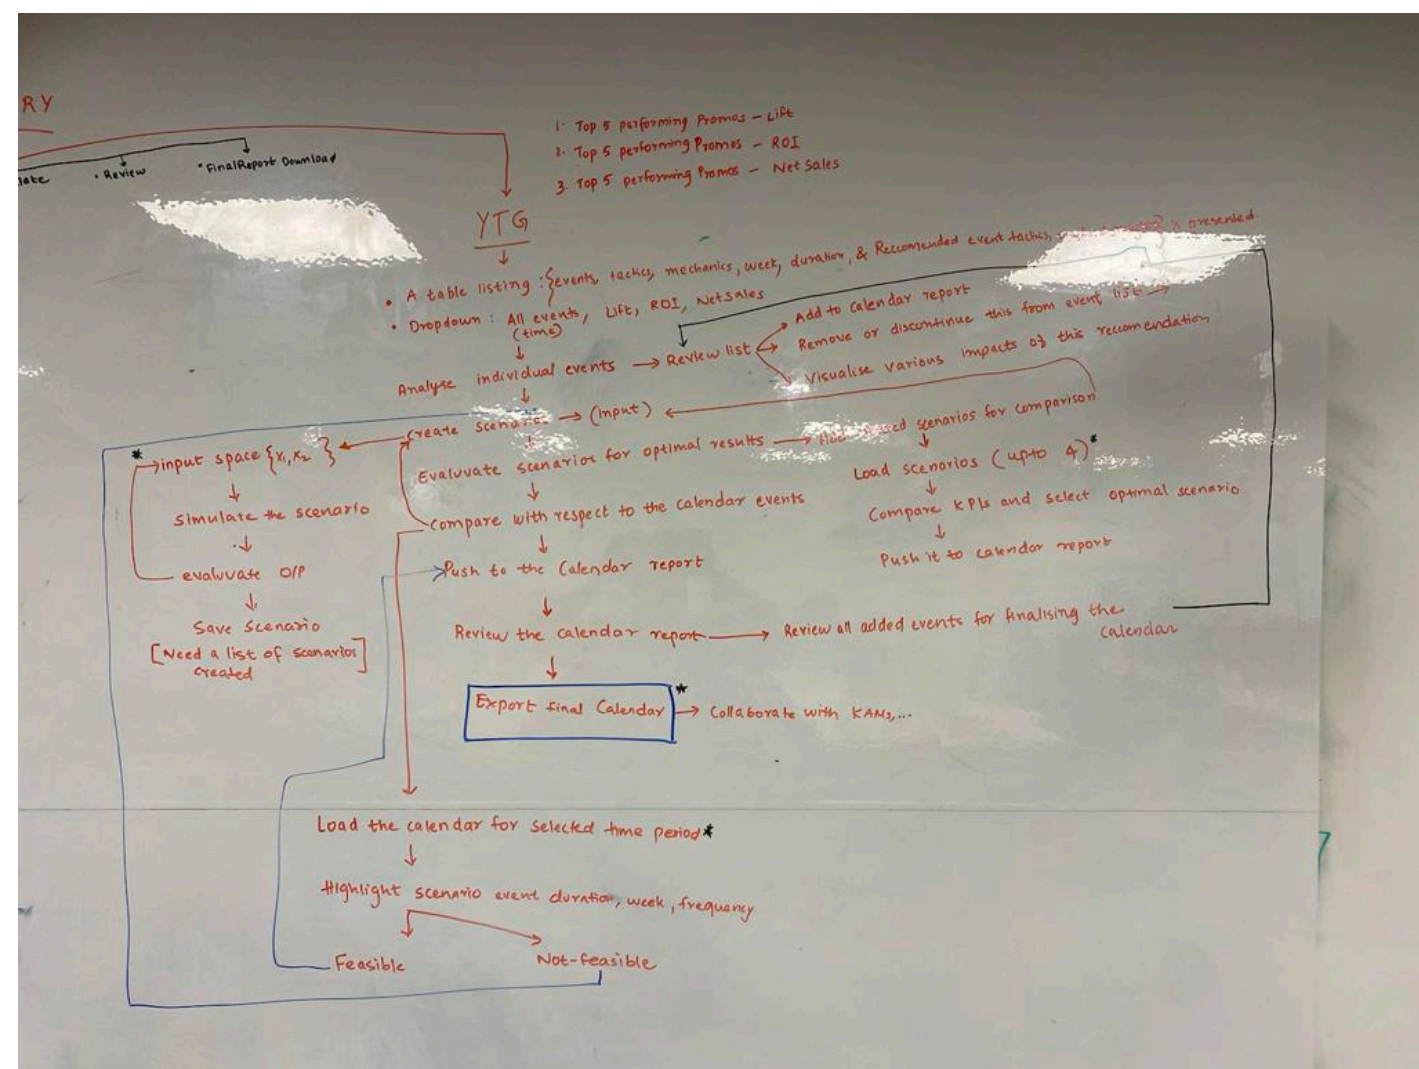 RY
• Review
• Final Report Download
1. Top 5 performing Promos - Lift
2. Top 5 performing Promos - ROI
3. Top 5 performing Promos - Net Sales
YTG
• A table listing : {events, tactics, mechanics, week, duration, & Reccomended event tactics, } is presented.
• Dropdown : All events, Lift, ROI, Net Sales
(time)
Analyse individual events → Review list
Add to calendar report
Remove or discontinue this from event list →
Visualise various impacts of this recomendation
Create scenarios → (Input)
Evaluvate scenarios for optimal results → scenarios for comparison
Compare with respect to the calendar events
Push to the Calendar report
Review the calendar report → Review all added events for finalising the
calendar
Export final Calendar * → Collaborate with KAMs,...
* input space {x1, x2 }
Simulate the scenario
evaluvate O/P
Save Scenario
[Need a list of scenarios
created]
Load scenarios (upto 4) *
Compare KPIs and select optimal scenario
Push it to calendar report
Load the calendar for selected time period *
Highlight scenario event duration, week, frequency
Feasible
Not-feasible